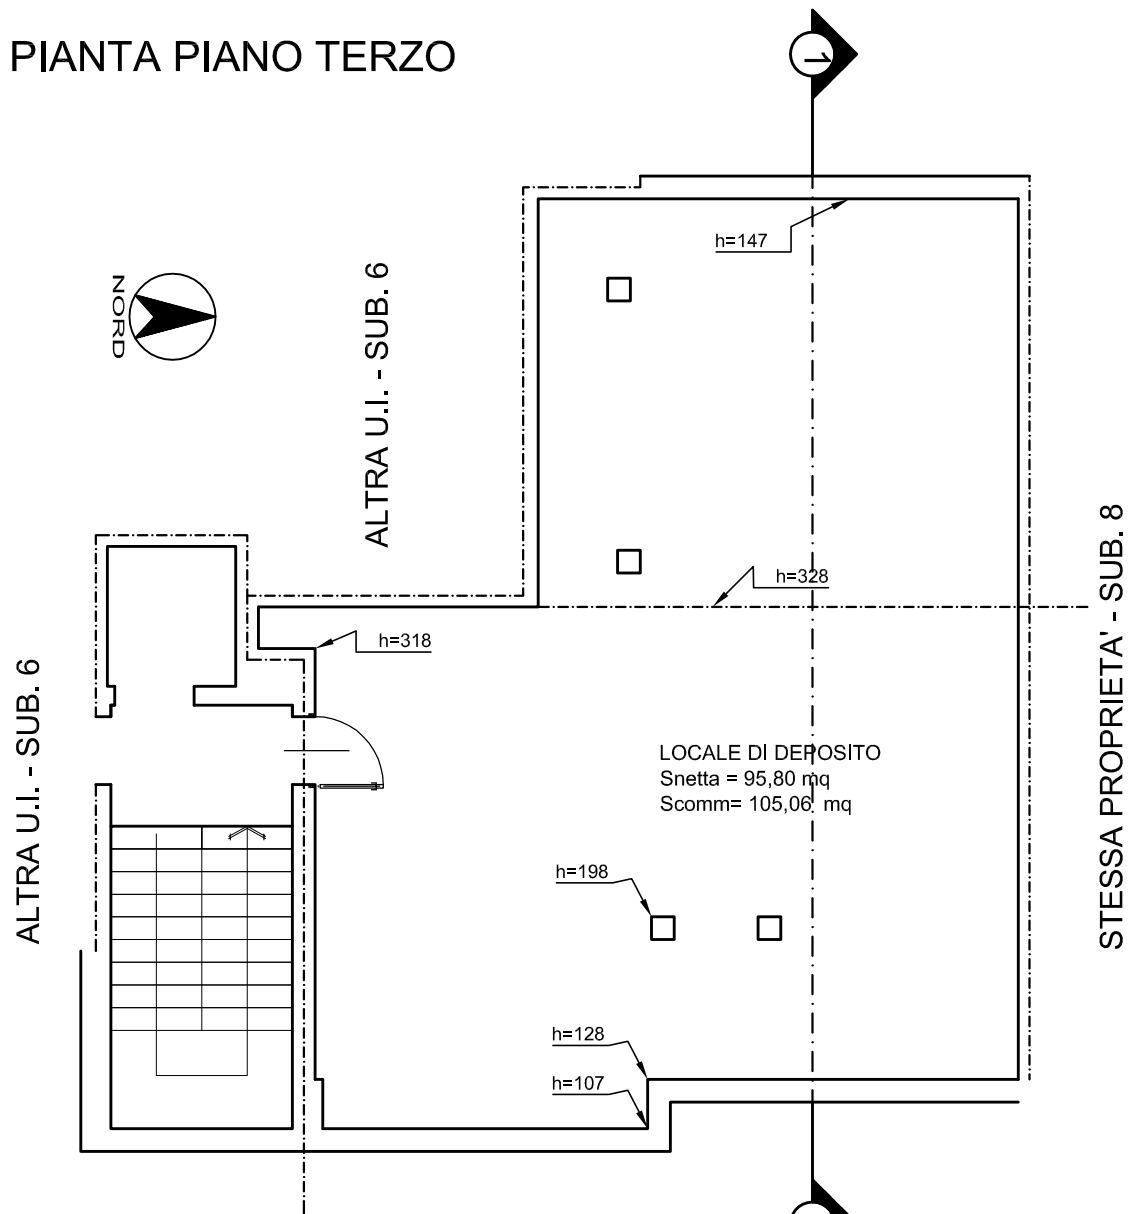 PIANTA PIANO TERZO
1
h=147
NORD
ALTRA U.I. - SUB. 6
h=328
h=318
STESSA PROPRIETA' - SUB. 8
ALTRA U.I. - SUB. 6
LOCALE DI DEPOSITO
Snetta = 95,80 mq
Scomm= 105,06 mq
h=198
h=128
h=107